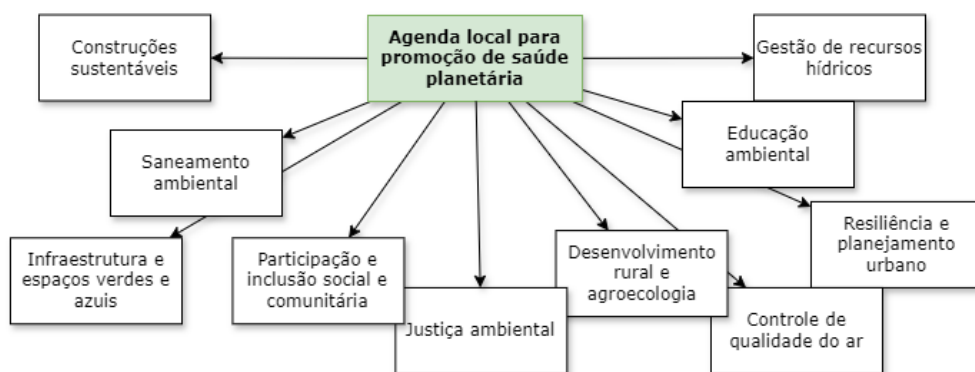 Agenda local para
promoção de saúde
planetária
Construções
sustentáveis
Gestão de recursos
hídricos
Saneamento
ambiental
Educação
ambiental
Infraestrutura e
espaços verdes e
azuis
Participação e
inclusão social e
comunitária
Justiça ambiental
Desenvolvimento
rural e
agroecologia
Controle de
qualidade do ar
Resiliência e
planejamento
urbano